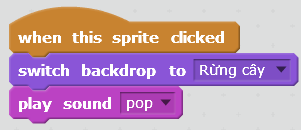 when this sprite clicked
switch backdrop to Rừng cây
play sound pop